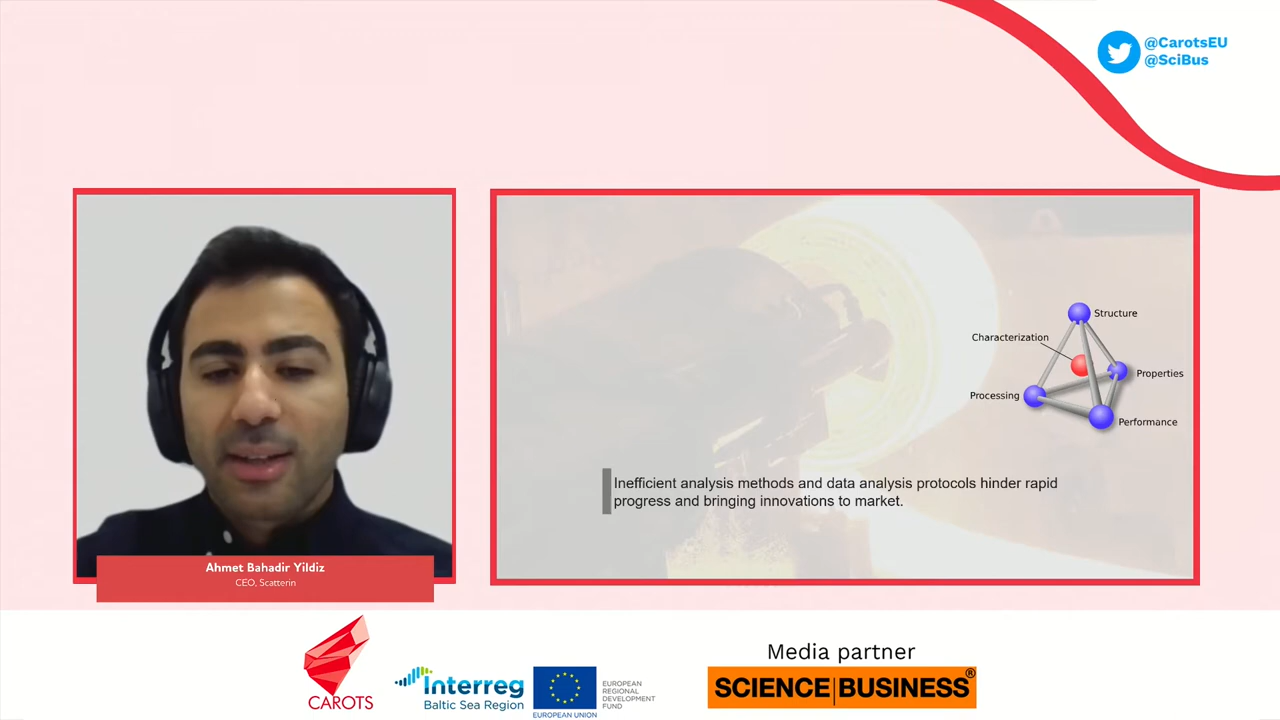 @CarotsEU
@SciBus
Structure
Characterization
Properties
Processing
Performance
Inefficient analysis methods and data analysis protocols hinder rapid
progress and bringing innovations to market.
Ahmet Bahadir Yildiz
CEO, Scatterin
CAROTS
Interreg
Baltic Sea Region
EUROPEAN UNION
EUROPEAN
REGIONAL
DEVELOPMENT
FUND
Media partner
SCIENCE|BUSINESS®